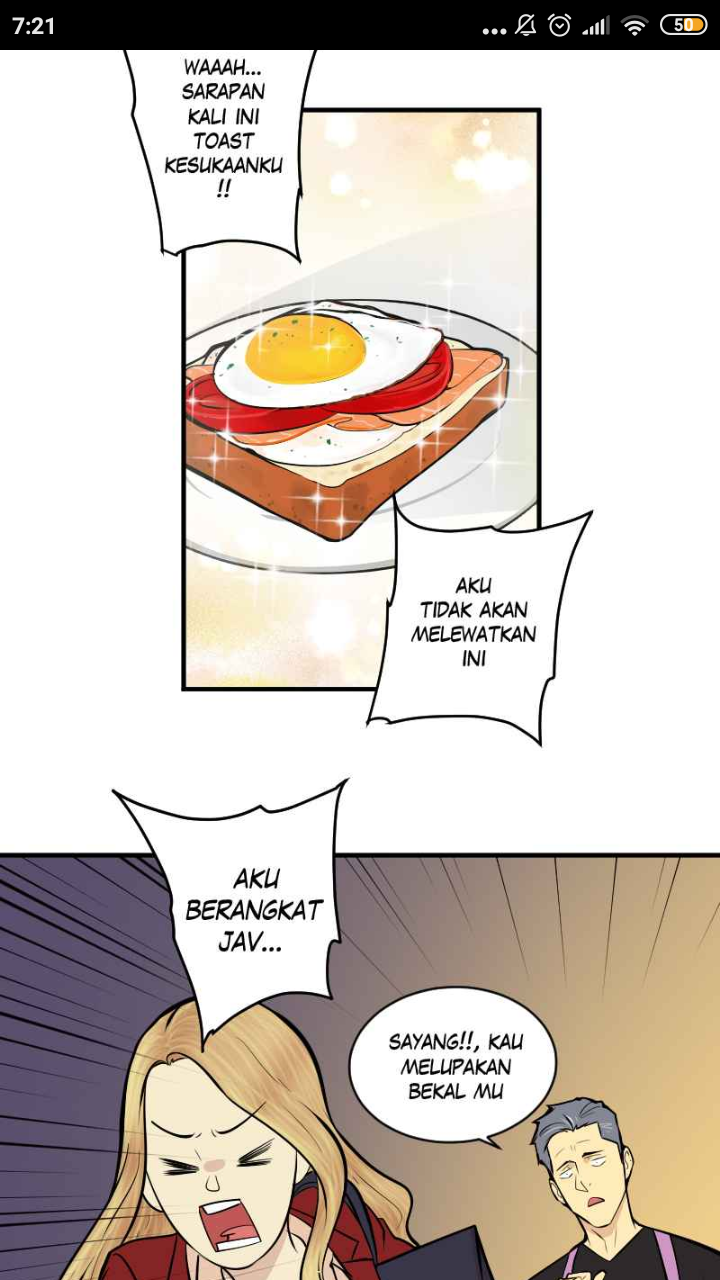 7:21
50
WAAAH...
SARAPAN
KALI INI
TOAST
KESUKAANKU
!!
AKU
TIDAK AKAN
MELEWATKAN
INI
AKU
BERANGKAT
JAV...
SAYANG!!, KAU
MELUPAKAN
BEKAL MU